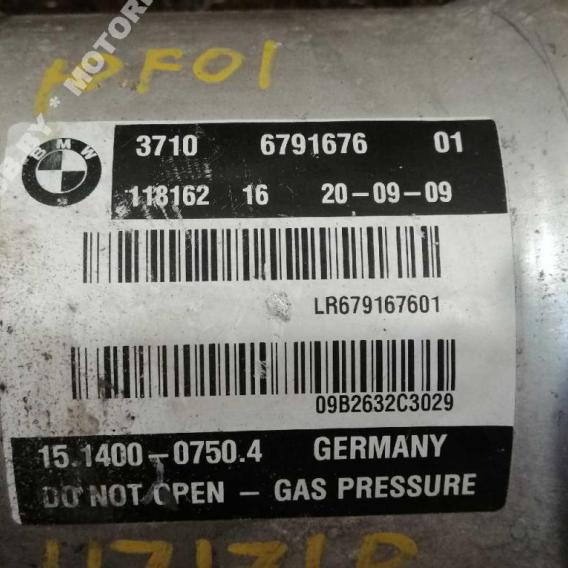 PF01
BMW
3710 6791676 01
118162 16 20-09-09
LR679167601
09B2632C3029
15.1400-0750.4 GERMANY
DO NOT OPEN - GAS PRESSURE